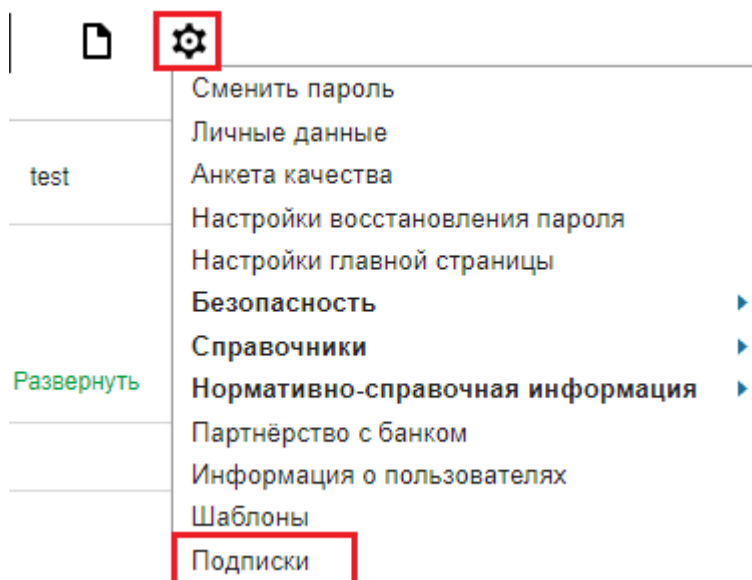 Сменить пароль
Личные данные
test
Анкета качества
Настройки восстановления пароля
Настройки главной страницы
Безопасность
Справочники
Развернуть
Нормативно-справочная информация
Партнёрство с банком
Информация о пользователях
Шаблоны
Подписки